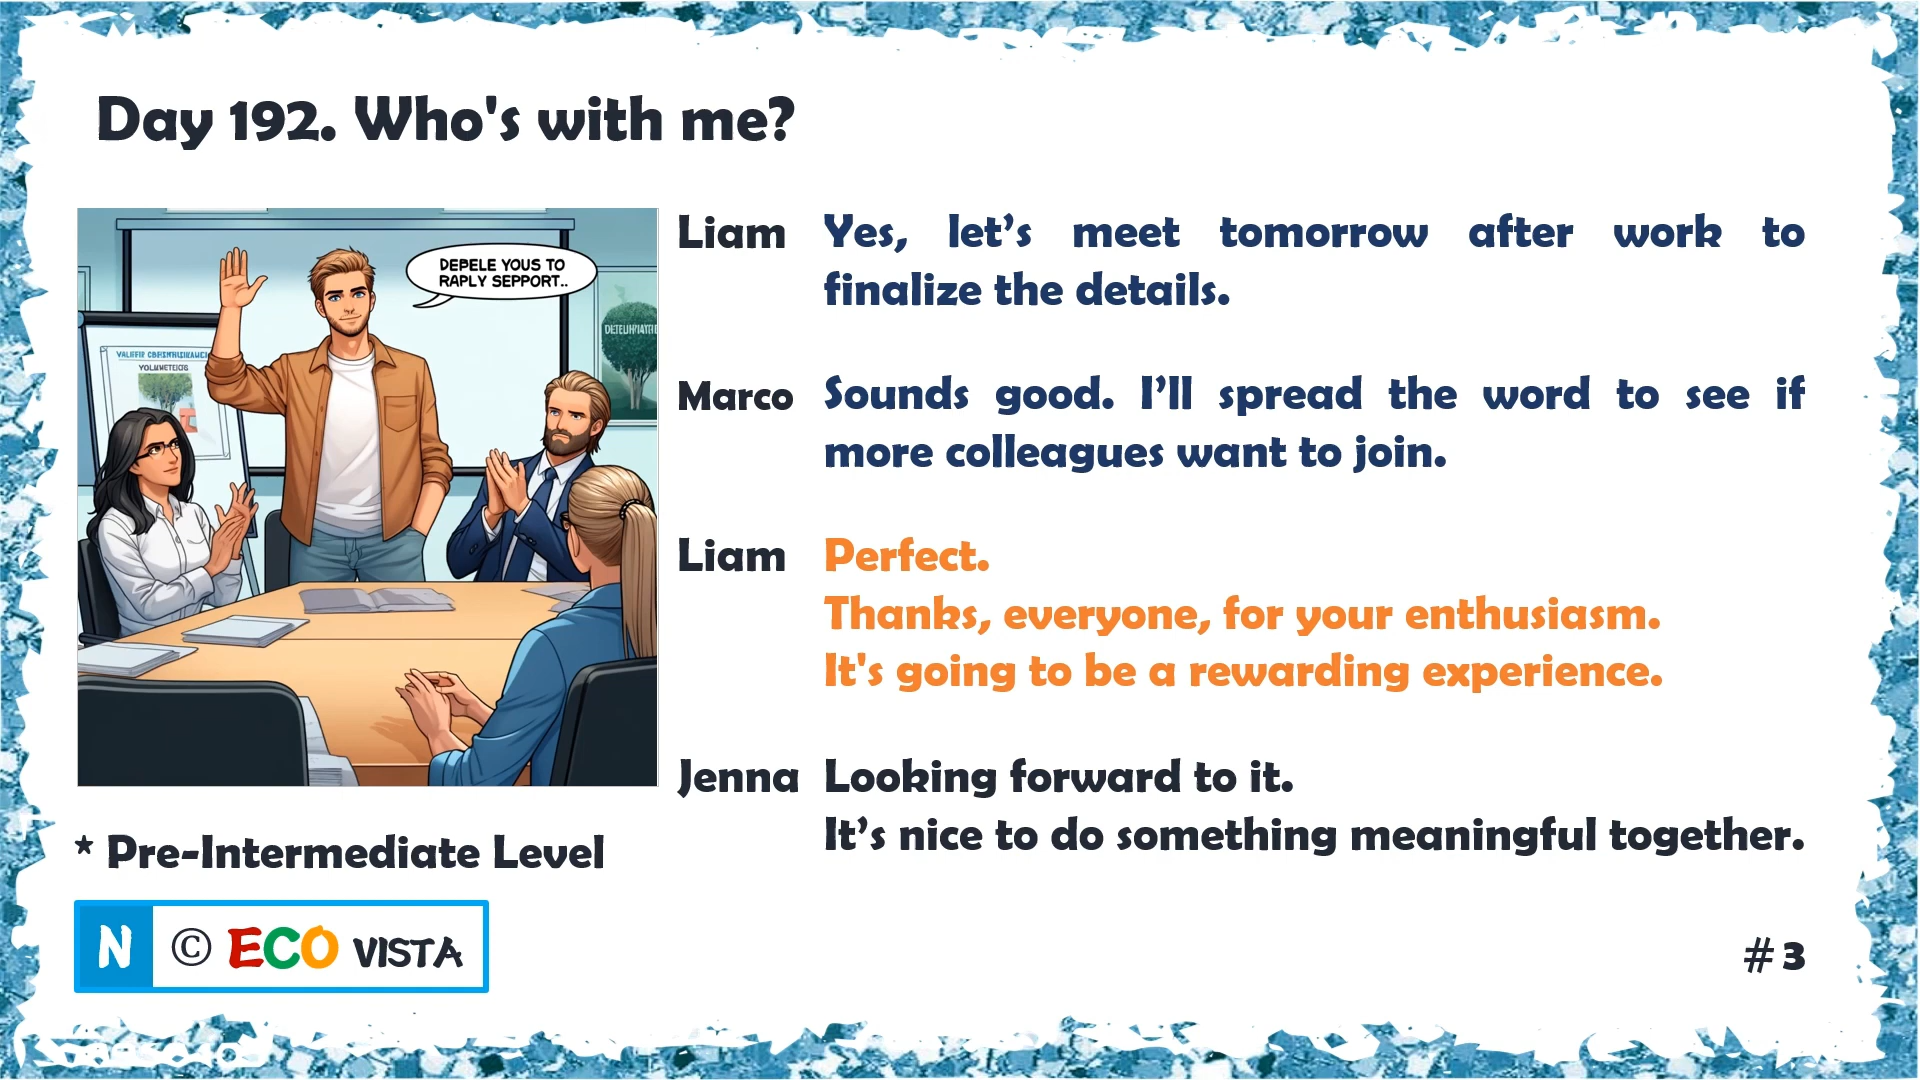 Day 192. Who's with me?
DEPELE YOUS TO
RAPLY SEPPORT..
YOLUMETEIGS
Liam Yes, let’s meet tomorrow after work to
finalize the details.
Marco Sounds good. I’ll spread the word to see if
more colleagues want to join.
Liam Perfect.
Thanks, everyone, for your enthusiasm.
It's going to be a rewarding experience.
Jenna Looking forward to it.
It’s nice to do something meaningful together.
* Pre-Intermediate Level
N © ECO VISTA
# 3